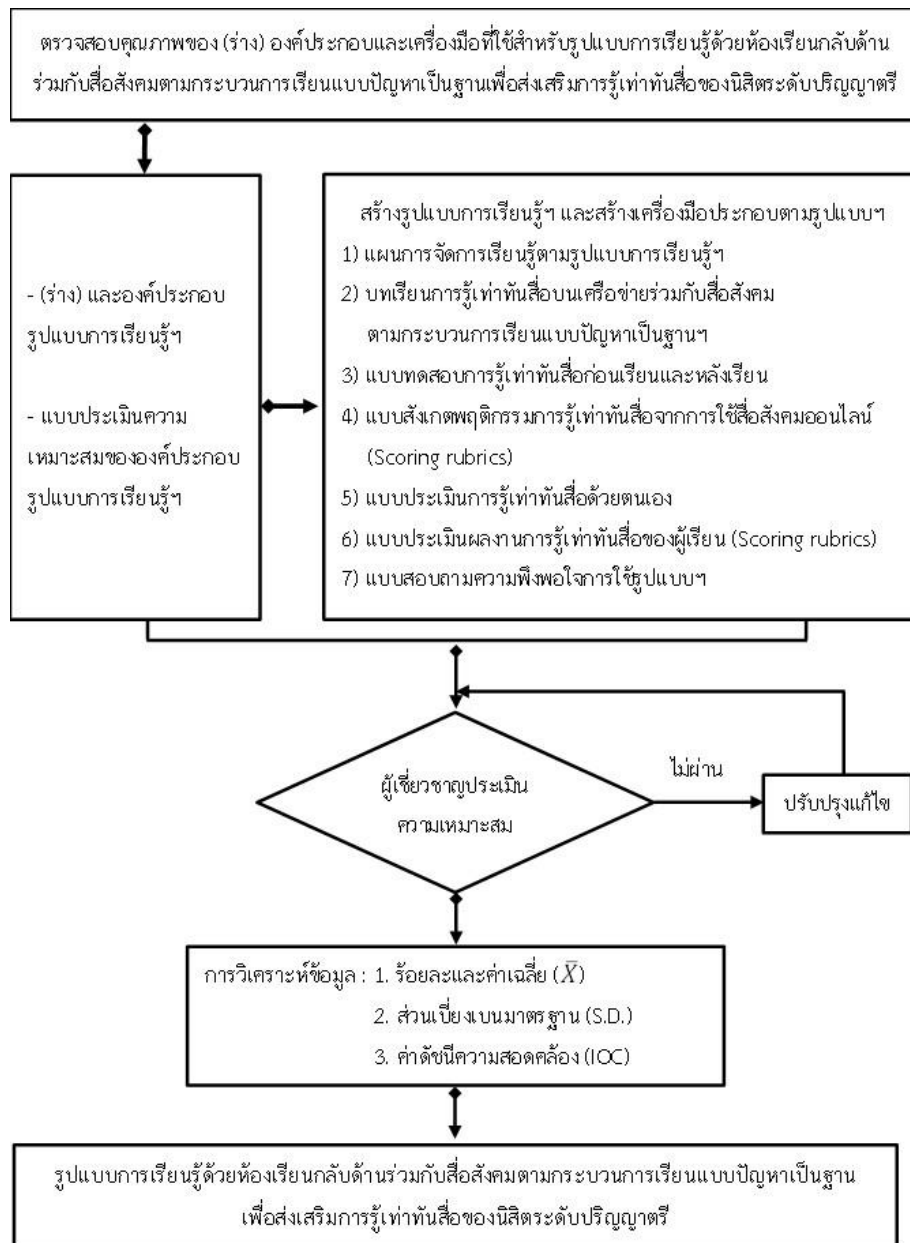 ตรวจสอบคุณภาพของ (ร่าง) องค์ประกอบและเครื่องมือที่ใช้สำหรับรูปแบบการเรียนรู้ด้วยห้องเรียนกลับด้าน
ร่วมกับสื่อสังคมตามกระบวนการเรียนแบบปัญหาเป็นฐานเพื่อส่งเสริมการรู้เท่าทันสื่อของนิสิตระดับปริญญาตรี
- (ร่าง) และองค์ประกอบ
รูปแบบการเรียนรู้ฯ
- แบบประเมินความ
เหมาะสมขององค์ประกอบ
รูปแบบการเรียนรู้ฯ
สร้างรูปแบบการเรียนรู้ฯ และสร้างเครื่องมือประกอบตามรูปแบบฯ
1) แผนการจัดการเรียนรู้ตามรูปแบบการเรียนรู้ฯ
2) บทเรียนการรู้เท่าทันสื่อบนเครือข่ายร่วมกับสื่อสังคม
ตามกระบวนการเรียนแบบปัญหาเป็นฐานฯ
3) แบบทดสอบการรู้เท่าทันสื่อก่อนเรียนและหลังเรียน
4) แบบสังเกตพฤติกรรมการรู้เท่าทันสื่อจากการใช้สื่อสังคมออนไลน์
(Scoring rubrics)
5) แบบประเมินการรู้เท่าทันสื่อด้วยตนเอง
6) แบบประเมินผลงานการรู้เท่าทันสื่อของผู้เรียน (Scoring rubrics)
7) แบบสอบถามความพึงพอใจการใช้รูปแบบฯ
ผู้เชี่ยวชาญประเมิน
ความเหมาะสม
ไม่ผ่าน
ปรับปรุงแก้ไข
การวิเคราะห์ข้อมูล : 1. ร้อยละและค่าเฉลี่ย (X̄)
2. ส่วนเบี่ยงเบนมาตรฐาน (S.D.)
3. ค่าดัชนีความสอดคล้อง (IOC)
รูปแบบการเรียนรู้ด้วยห้องเรียนกลับด้านร่วมกับสื่อสังคมตามกระบวนการเรียนแบบปัญหาเป็นฐาน
เพื่อส่งเสริมการรู้เท่าทันสื่อของนิสิตระดับปริญญาตรี